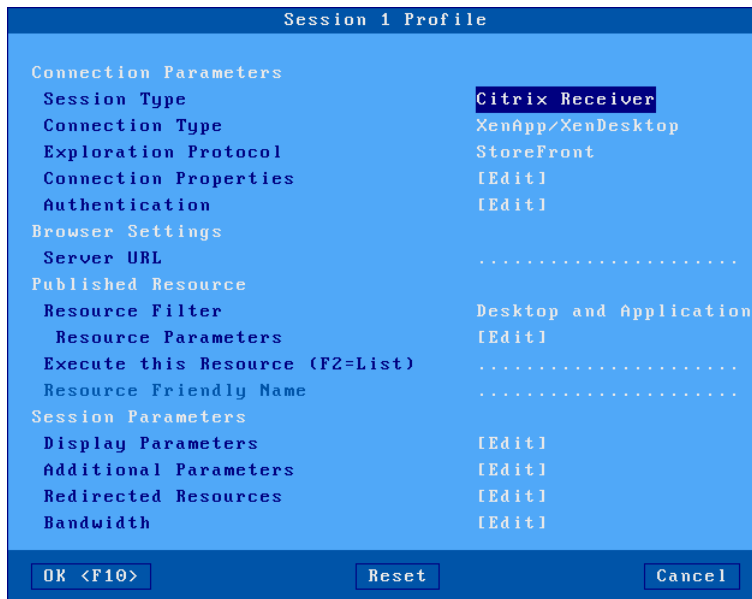 Session 1 Profile
Connection Parameters
Session Type Citrix Receiver
Connection Type XenApp/XenDesktop
Exploration Protocol StoreFront
Connection Properties [Edit]
Authentication [Edit]
Browser Settings
Server URL ......................
Published Resource
Resource Filter Desktop and Application
Resource Parameters [Edit]
Execute this Resource (F2=List) ......................
Resource Friendly Name ......................
Session Parameters
Display Parameters [Edit]
Additional Parameters [Edit]
Redirected Resources [Edit]
Bandwidth [Edit]
OK <F10> Reset Cancel